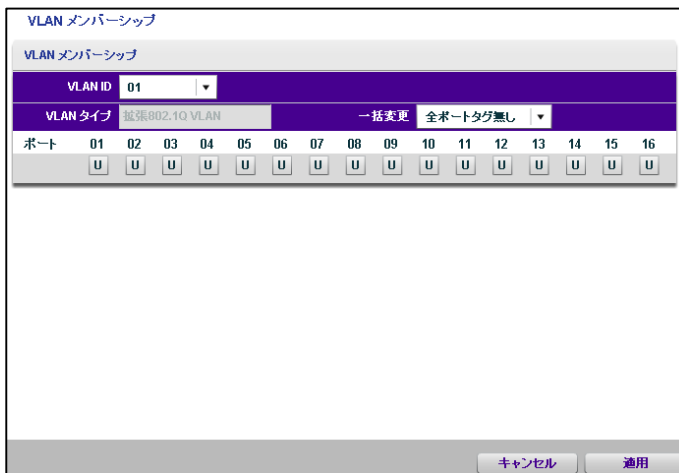 VLAN メンバーシップ
VLAN メンバーシップ
VLAN ID 01
VLAN タイプ 拡張802.1Q VLAN 一括変更 全ポートタグ無し
ポート 01 02 03 04 05 06 07 08 09 10 11 12 13 14 15 16
U U U U U U U U U U U U U U U U
キャンセル 適用